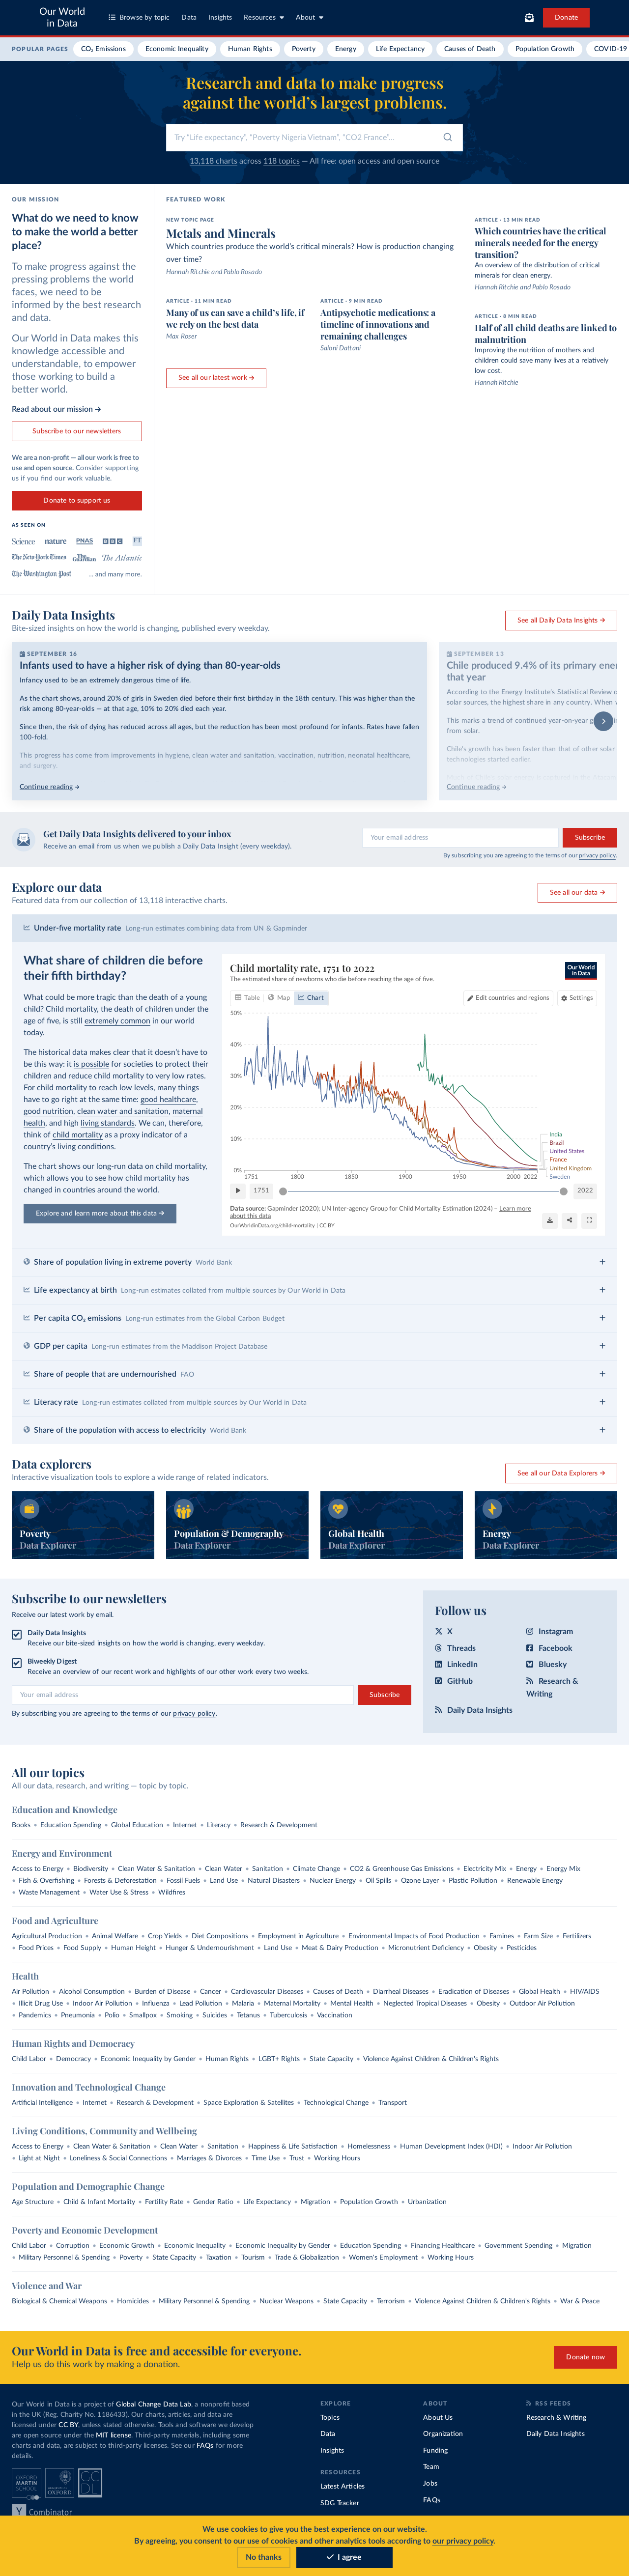 Our World
in Data
Browse by topic
Data
Insights
Resources
About
Donate
POPULAR PAGES
CO₂ Emissions
Economic Inequality
Human Rights
Poverty
Energy
Life Expectancy
Causes of Death
Population Growth
COVID-19
Research and data to make progress
against the world’s largest problems.
Try "Life expectancy", "Poverty Nigeria Vietnam", "CO2 France"...
13,118 charts across 118 topics — All free: open access and open source
OUR MISSION
What do we need to know
to make the world a better
place?
To make progress against the
pressing problems the world
faces, we need to be
informed by the best research
and data.
Our World in Data makes this
knowledge accessible and
understandable, to empower
those working to build a
better world.
Read about our mission →
Subscribe to our newsletters
We are a non-profit — all our work is free to
use and open source. Consider supporting
us if you find our work valuable.
Donate to support us
AS SEEN ON
Science
nature
PNAS
BBC
FT
The New York Times
The Guardian
The Atlantic
The Washington Post
... and many more.
FEATURED WORK
NEW TOPIC PAGE
Metals and Minerals
Which countries produce the world’s critical minerals? How is production changing
over time?
Hannah Ritchie and Pablo Rosado
ARTICLE • 11 MIN READ
Many of us can save a child’s life, if
we rely on the best data
Max Roser
ARTICLE • 9 MIN READ
Antipsychotic medications: a
timeline of innovations and
remaining challenges
Saloni Dattani
See all our latest work →
ARTICLE • 13 MIN READ
Which countries have the critical
minerals needed for the energy
transition?
An overview of the distribution of critical
minerals for clean energy.
Hannah Ritchie and Pablo Rosado
ARTICLE • 8 MIN READ
Half of all child deaths are linked to
malnutrition
Improving the nutrition of mothers and
children could save many lives at a relatively
low cost.
Hannah Ritchie
Daily Data Insights
Bite-sized insights on how the world is changing, published every weekday.
See all Daily Data Insights →
SEPTEMBER 16
Infants used to have a higher risk of dying than 80-year-olds
Infancy used to be an extremely dangerous time of life.
As the chart shows, around 20% of girls in Sweden died before their first birthday in the 18th century. This was higher than the
risk among 80-year-olds — at that age, 10% to 20% died each year.
Since then, the risk of dying has reduced across all ages, but the reduction has been most profound for infants. Rates have fallen
100-fold.
This progress has come from improvements in hygiene, clean water and sanitation, vaccination, nutrition, neonatal healthcare,
and surgery.
Continue reading →
SEPTEMBER 13
Chile produced 9.4% of its primary ener
that year
According to the Energy Institute’s Statistical Review o
solar sources, the highest share in any country. When
This marks a trend of continued year-on-year
from solar.
Chile's growth has been faster than that of other solar
technologies started earlier.
Continue reading →
Get Daily Data Insights delivered to your inbox
Receive an email from us when we publish a Daily Data Insight (every weekday).
Your email address
Subscribe
By subscribing you are agreeing to the terms of our privacy policy.
Explore our data
Featured data from our collection of 13,118 interactive charts.
See all our data →
Under-five mortality rate Long-run estimates combining data from UN & Gapminder
What share of children die before
their fifth birthday?
What could be more tragic than the death of a young
child? Child mortality, the death of children under the
age of five, is still extremely common in our world
today.
The historical data makes clear that it doesn’t have to
be this way: it is possible for societies to protect their
children and reduce child mortality to very low rates.
For child mortality to reach low levels, many things
have to go right at the same time: good healthcare,
good nutrition, clean water and sanitation, maternal
health, and high living standards. We can, therefore,
think of child mortality as a proxy indicator of a
country’s living conditions.
The chart shows our long-run data on child mortality,
which allows you to see how child mortality has
changed in countries around the world.
Explore and learn more about this data →
Child mortality rate, 1751 to 2022
The estimated share of newborns who die before reaching the age of five.
Our World
in Data
Table
Map
Chart
Edit countries and regions
Settings
50%
40%
30%
20%
10%
0%
1751
1800
1850
1900
1950
2000
2022
India
Brazil
United States
France
United Kingdom
Sweden
1751
2022
Data source: Gapminder (2020); UN Inter-agency Group for Child Mortality Estimation (2024) – Learn more
about this data
OurWorldinData.org/child-mortality | CC BY
Share of population living in extreme poverty World Bank
Life expectancy at birth Long-run estimates collated from multiple sources by Our World in Data
Per capita CO₂ emissions Long-run estimates from the Global Carbon Budget
GDP per capita Long-run estimates from the Maddison Project Database
Share of people that are undernourished FAO
Literacy rate Long-run estimates collated from multiple sources by Our World in Data
Share of the population with access to electricity World Bank
Data explorers
Interactive visualization tools to explore a wide range of related indicators.
See all our Data Explorers →
Poverty
Data Explorer
Population & Demography
Data Explorer
Global Health
Data Explorer
Energy
Data Explorer
Subscribe to our newsletters
Receive our latest work by email.
Daily Data Insights
Receive our bite-sized insights on how the world is changing, every weekday.
Biweekly Digest
Receive an overview of our recent work and highlights of our other work every two weeks.
Your email address
Subscribe
By subscribing you are agreeing to the terms of our privacy policy.
Follow us
X
Instagram
Threads
Facebook
LinkedIn
Bluesky
GitHub
Research &
Writing
Daily Data Insights
All our topics
All our data, research, and writing — topic by topic.
Education and Knowledge
Books • Education Spending • Global Education • Internet • Literacy • Research & Development
Energy and Environment
Access to Energy • Biodiversity • Clean Water & Sanitation • Clean Water • Sanitation • Climate Change • CO2 & Greenhouse Gas Emissions • Electricity Mix • Energy • Energy Mix
• Fish & Overfishing • Forests & Deforestation • Fossil Fuels • Land Use • Natural Disasters • Nuclear Energy • Oil Spills • Ozone Layer • Plastic Pollution • Renewable Energy
• Waste Management • Water Use & Stress • Wildfires
Food and Agriculture
Agricultural Production • Animal Welfare • Crop Yields • Diet Compositions • Employment in Agriculture • Environmental Impacts of Food Production • Famines • Farm Size • Fertilizers
• Food Prices • Food Supply • Human Height • Hunger & Undernourishment • Land Use • Meat & Dairy Production • Micronutrient Deficiency • Obesity • Pesticides
Health
Air Pollution • Alcohol Consumption • Burden of Disease • Cancer • Cardiovascular Diseases • Causes of Death • Diarrheal Diseases • Eradication of Diseases • Global Health • HIV/AIDS
• Illicit Drug Use • Indoor Air Pollution • Influenza • Lead Pollution • Malaria • Maternal Mortality • Mental Health • Neglected Tropical Diseases • Obesity • Outdoor Air Pollution
• Pandemics • Pneumonia • Polio • Smallpox • Smoking • Suicides • Tetanus • Tuberculosis • Vaccination
Human Rights and Democracy
Child Labor • Democracy • Economic Inequality by Gender • Human Rights • LGBT+ Rights • State Capacity • Violence Against Children & Children's Rights
Innovation and Technological Change
Artificial Intelligence • Internet • Research & Development • Space Exploration & Satellites • Technological Change • Transport
Living Conditions, Community and Wellbeing
Access to Energy • Clean Water & Sanitation • Clean Water • Sanitation • Happiness & Life Satisfaction • Homelessness • Human Development Index (HDI) • Indoor Air Pollution
• Light at Night • Loneliness & Social Connections • Marriages & Divorces • Time Use • Trust • Working Hours
Population and Demographic Change
Age Structure • Child & Infant Mortality • Fertility Rate • Gender Ratio • Life Expectancy • Migration • Population Growth • Urbanization
Poverty and Economic Development
Child Labor • Corruption • Economic Growth • Economic Inequality • Economic Inequality by Gender • Education Spending • Financing Healthcare • Government Spending • Migration
• Military Personnel & Spending • Poverty • State Capacity • Taxation • Tourism • Trade & Globalization • Women's Employment • Working Hours
Violence and War
Biological & Chemical Weapons • Homicides • Military Personnel & Spending • Nuclear Weapons • State Capacity • Terrorism • Violence Against Children & Children's Rights • War & Peace
Our World in Data is free and accessible for everyone.
Help us do this work by making a donation.
Donate now
Our World in Data is a project of Global Change Data Lab, a nonprofit based
in the UK (Reg. Charity No. 1186433). Our charts, articles, and data are
licensed under CC BY, unless stated otherwise. Tools and software we develop
are open source under the MIT license. Third-party materials, including some
charts and data, are subject to third-party licenses. See our FAQs for more
details.
OXFORD
MARTIN
SCHOOL
UNIVERSITY OF
OXFORD
GC
DL
Y Combinator
EXPLORE
Topics
Data
Insights
RESOURCES
Latest Articles
SDG Tracker
ABOUT
About Us
Organization
Funding
Team
Jobs
FAQs
RSS FEEDS
Research & Writing
Daily Data Insights
We use cookies to give you the best experience on our website.
By agreeing, you consent to our use of cookies and other analytics tools according to our privacy policy.
No thanks
I agree